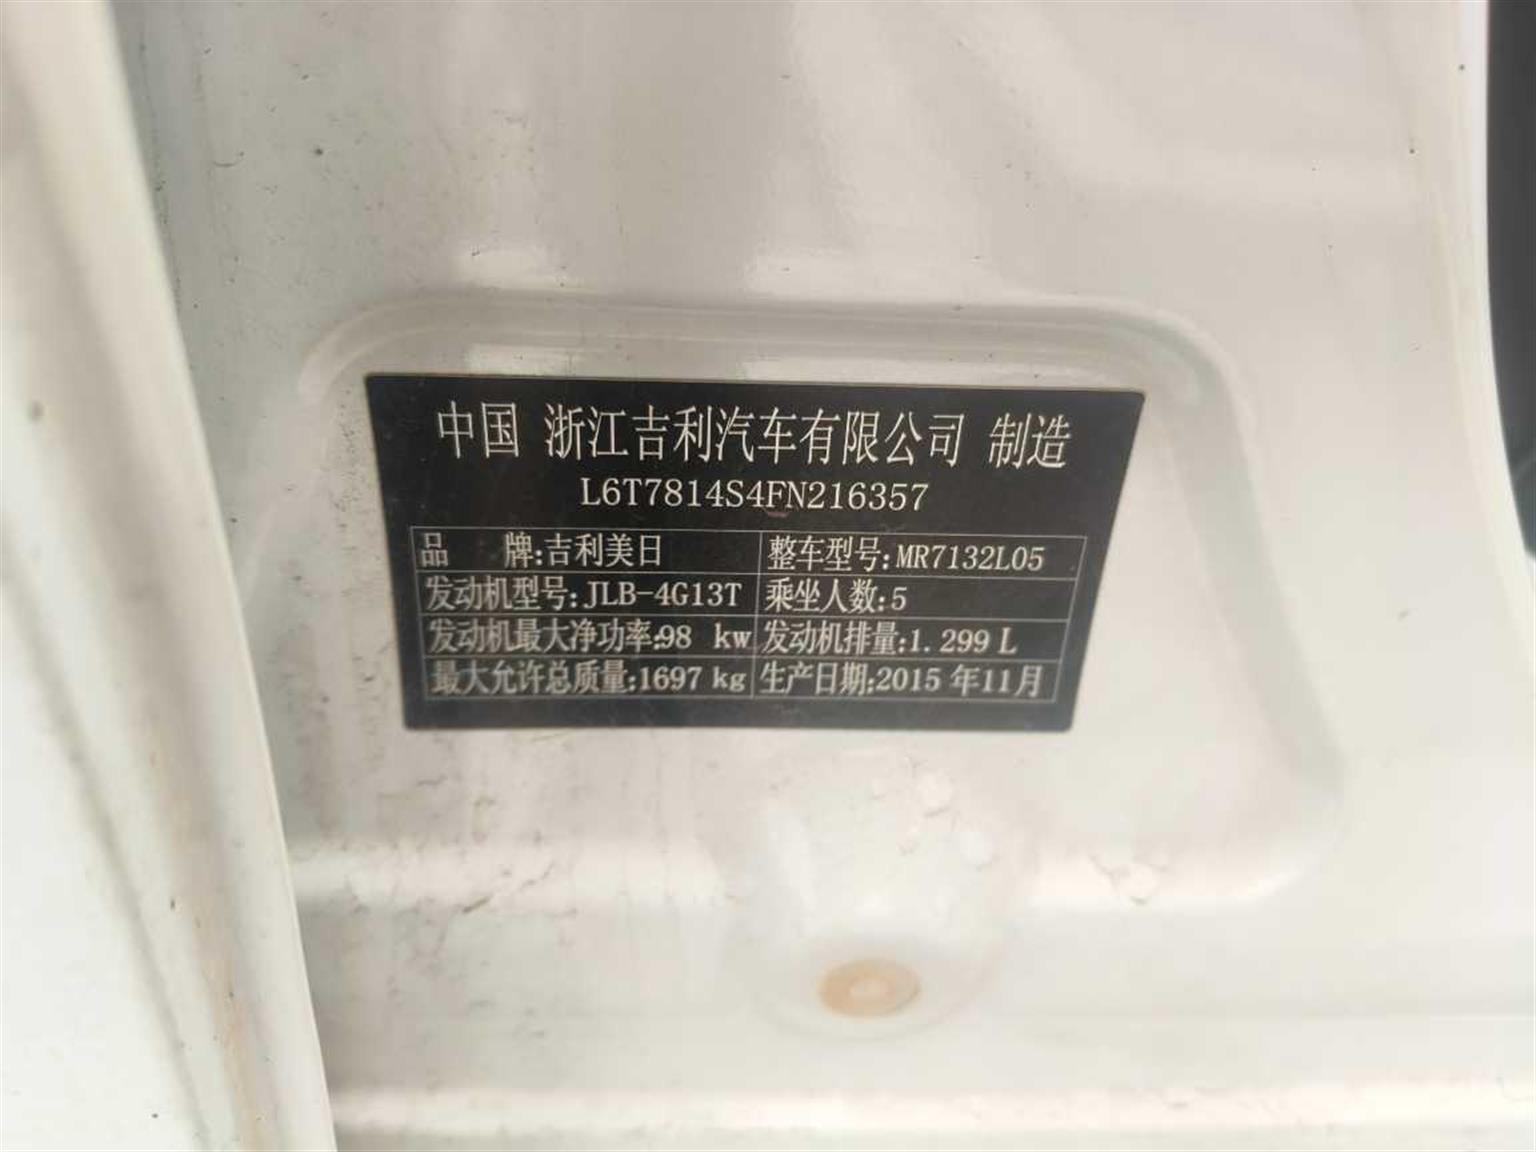 中国 浙江吉利汽车有限公司 制造
L6T7814S4FN216357
品 牌:吉利美日 整车型号:MR7132L05
发动机型号:JLB-4G13T 乘坐人数:5
发动机最大净功率:98 kw 发动机排量:1.299 L
最大允许总质量:1697 kg 生产日期:2015 年11月